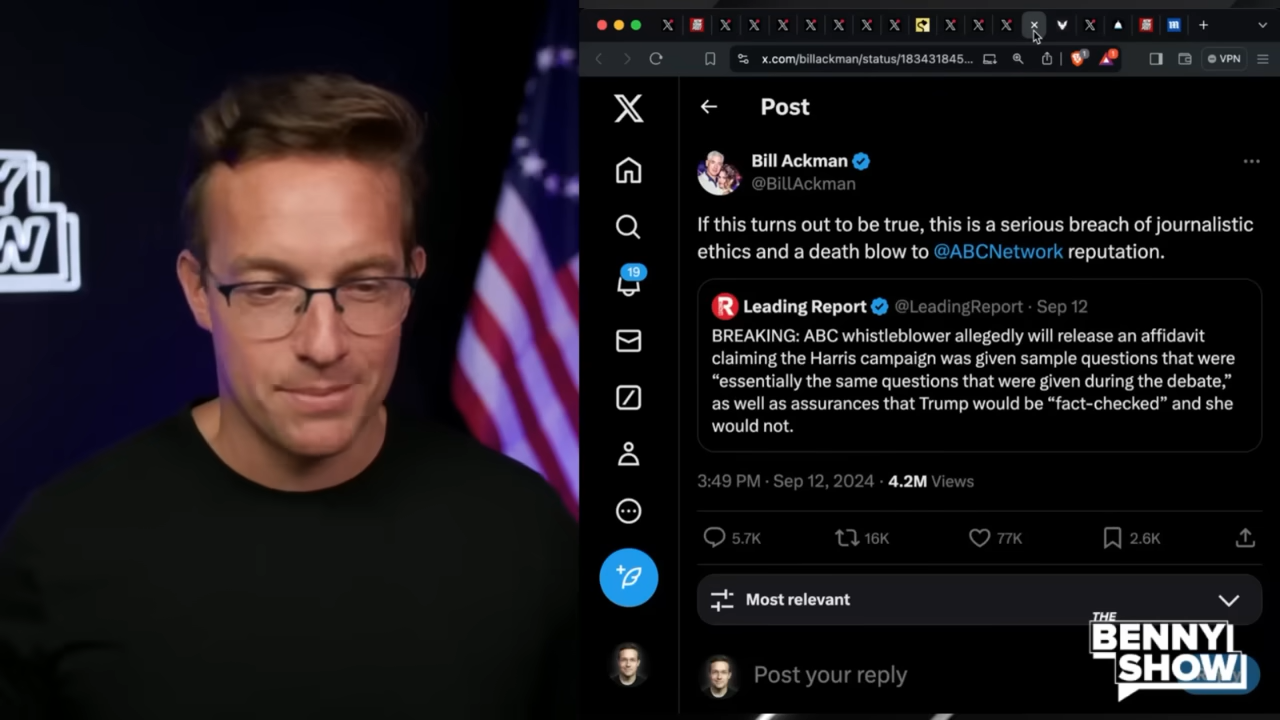 x.com/billackman/status/183431845...
1
1
VPN
Post
Bill Ackman
@BillAckman
If this turns out to be true, this is a serious breach of journalistic
ethics and a death blow to @ABCNetwork reputation.
19
Leading Report @LeadingReport · Sep 12
BREAKING: ABC whistleblower allegedly will release an affidavit
claiming the Harris campaign was given sample questions that were
“essentially the same questions that were given during the debate,”
as well as assurances that Trump would be “fact-checked” and she
would not.
3:49 PM · Sep 12, 2024 · 4.2M Views
5.7K 16K 77K 2.6K
Most relevant
Post your reply
THE
BENNY
SHOW